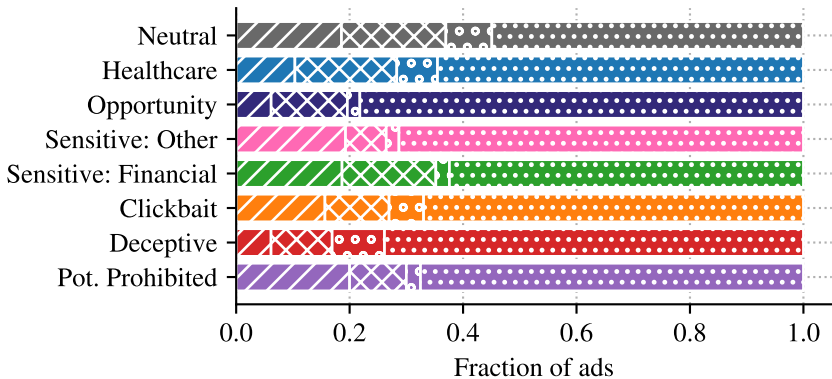 Neutral
Healthcare
Opportunity
Sensitive: Other
Sensitive: Financial
Clickbait
Deceptive
Pot. Prohibited
0.0 0.2 0.4 0.6 0.8 1.0
Fraction of ads